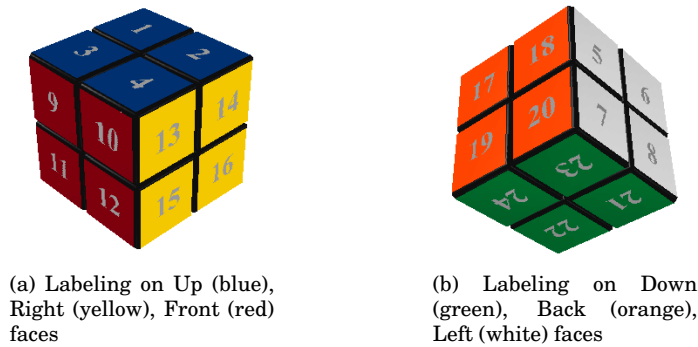 1
3 2
4
9 10 13 14
11 12 15 16
17 18 5 6
19 20 7 8
23
24 21
22
(a) Labeling on Up (blue),
Right (yellow), Front (red)
faces
(b) Labeling on Down
(green), Back (orange),
Left (white) faces